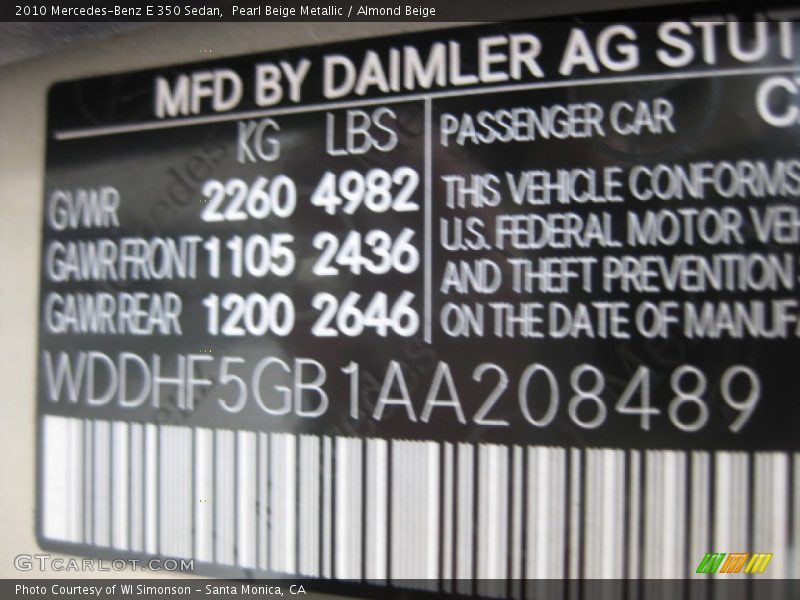 2010 Mercedes-Benz E 350 Sedan, Pearl Beige Metallic / Almond Beige
MFD BY DAIMLER AG STUT
KG LBS
GVWR 2260 4982
GAWR FRONT 1105 2436
GAWR REAR 1200 2646
PASSENGER CAR C
THIS VEHICLE CONFORMS
U.S. FEDERAL MOTOR VEH
AND THEFT PREVENTION
ON THE DATE OF MANUFA
WDDHF5GB1AA208489
GTCARLOT.COM
Photo Courtesy of WI Simonson - Santa Monica, CA